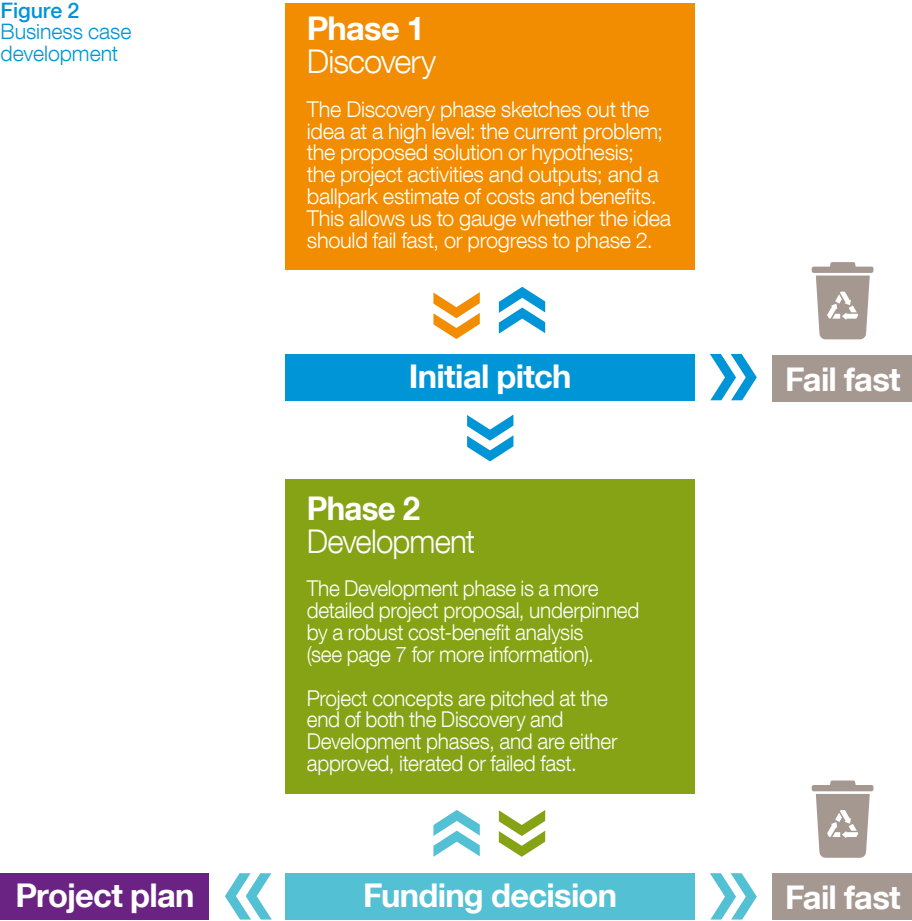 Figure 2
Business case
development
Phase 1
Discovery
The Discovery phase sketches out the
idea at a high level: the current problem;
the proposed solution or hypothesis;
the project activities and outputs; and a
ballpark estimate of costs and benefits.
This allows us to gauge whether the idea
should fail fast, or progress to phase 2.
Initial pitch
Fail fast
Phase 2
Development
The Development phase is a more
detailed project proposal, underpinned
by a robust cost-benefit analysis
(see page 7 for more information).
Project concepts are pitched at the
end of both the Discovery and
Development phases, and are either
approved, iterated or failed fast.
Project plan
Funding decision
Fail fast